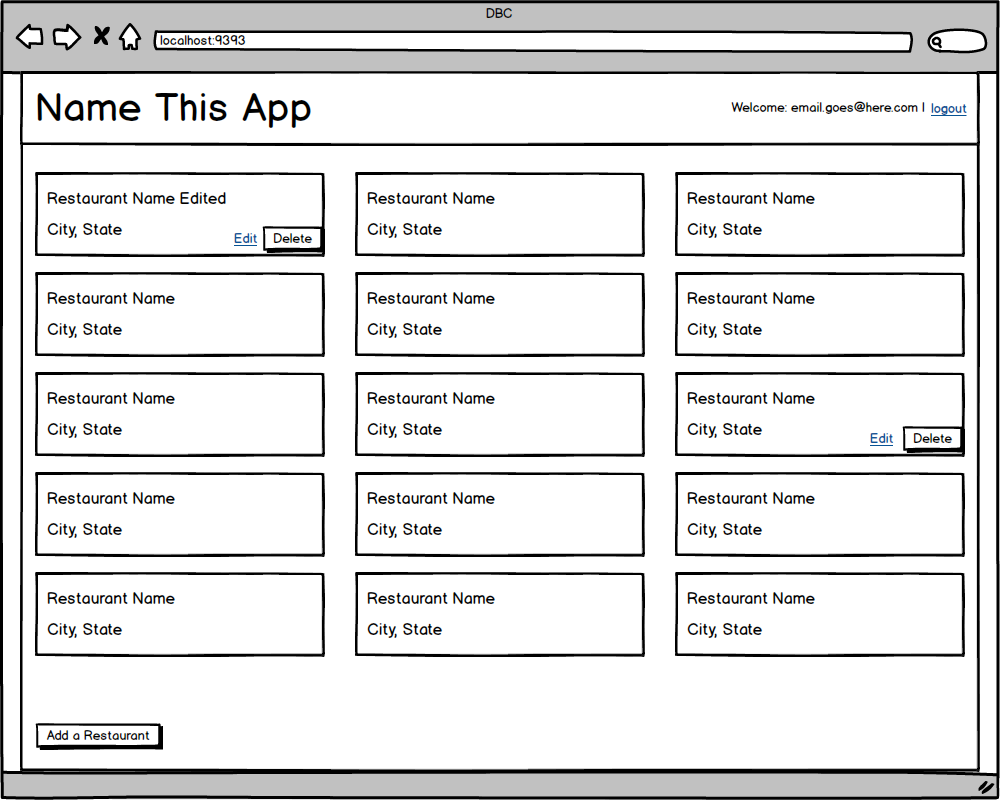 DBC
localhost:9393
Name This App
Welcome: email.goes@here.com | logout
Restaurant Name Edited
City, State
Edit Delete
Restaurant Name
City, State
Restaurant Name
City, State
Restaurant Name
City, State
Restaurant Name
City, State
Restaurant Name
City, State
Restaurant Name
City, State
Restaurant Name
City, State
Restaurant Name
City, State
Edit Delete
Restaurant Name
City, State
Restaurant Name
City, State
Restaurant Name
City, State
Restaurant Name
City, State
Restaurant Name
City, State
Restaurant Name
City, State
Add a Restaurant